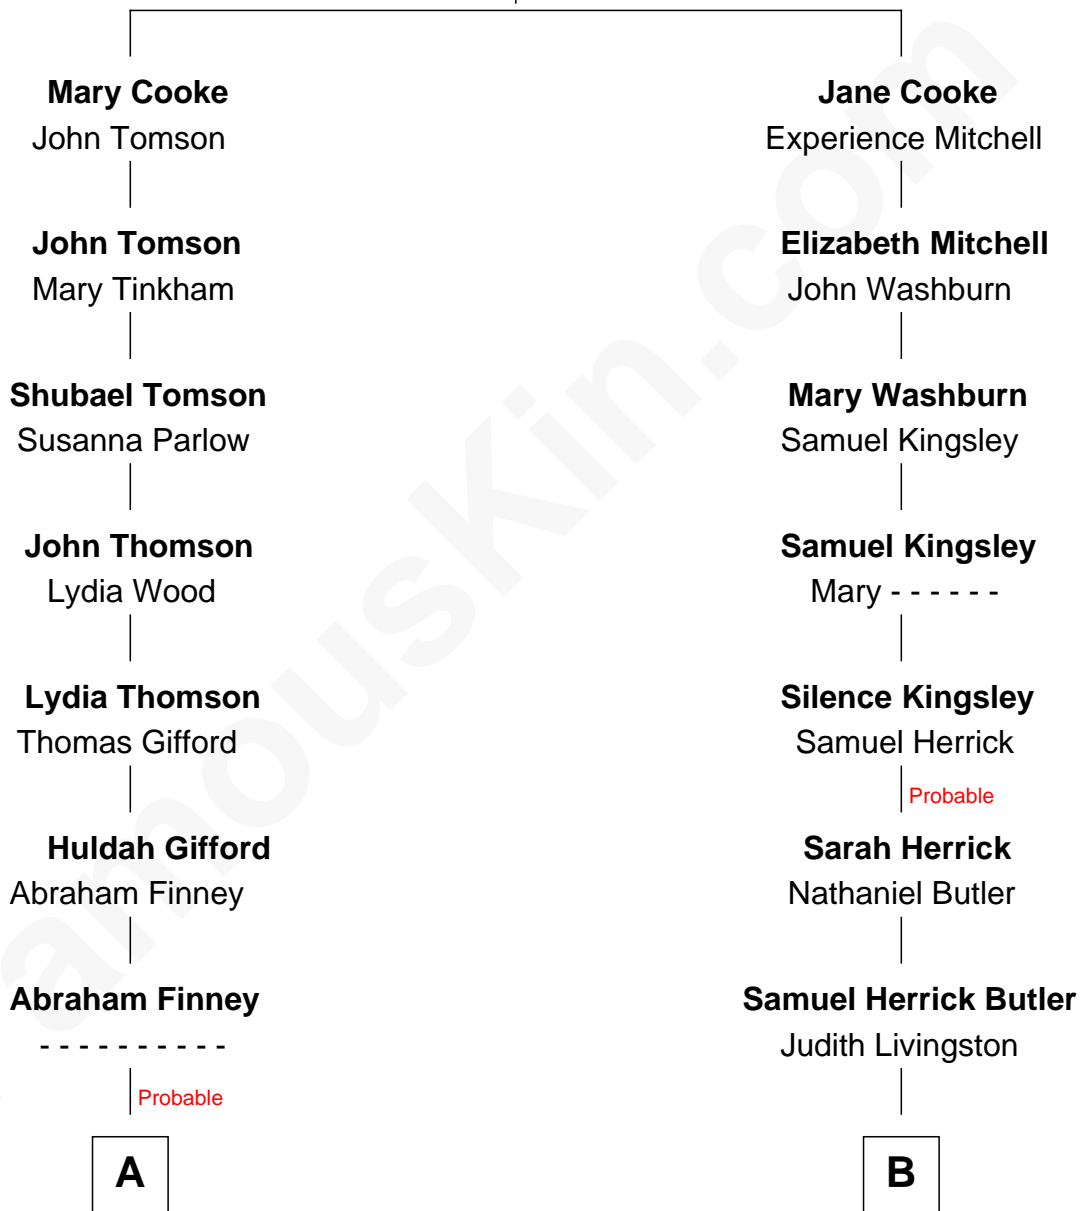 Mary Cooke
John Tomson
Jane Cooke
Experience Mitchell
John Tomson
Mary Tinkham
Elizabeth Mitchell
John Washburn
Shubael Tomson
Susanna Parlow
Mary Washburn
Samuel Kingsley
John Thomson
Lydia Wood
Samuel Kingsley
Mary - - - - - -
Lydia Thomson
Thomas Gifford
Silence Kingsley
Samuel Herrick
Probable
Huldah Gifford
Abraham Finney
Sarah Herrick
Nathaniel Butler
Abraham Finney
- - - - - - - - - -
Samuel Herrick Butler
Judith Livingston
Probable
A
B
amousKin.com